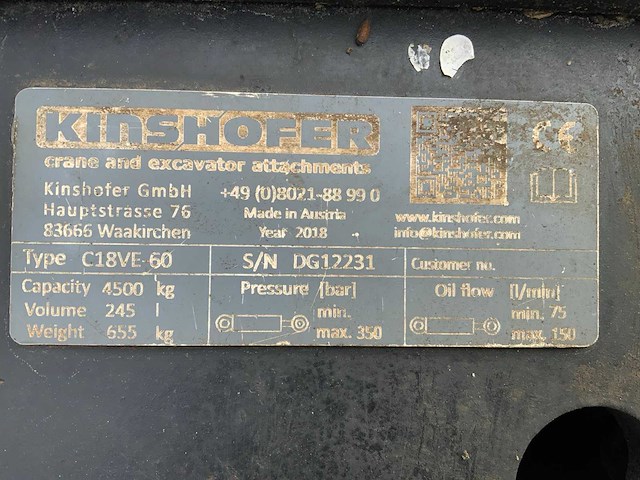 KINSHOFER
crane and excavator attachments
Kinshofer GmbH +49 (0)8021-88 99 0
Hauptstrasse 76 Made in Austria www.kinshofer.com
83666 Waakirchen Year 2018 info@kinshofer.com
Type C18VE-60 S/N DG12231 Customer no.
Capacity 4500 kg Pressure [bar] Oil flow [l/min]
Volume 245 l min. min. 75
Weight 655 kg max. 350 max. 150
CE